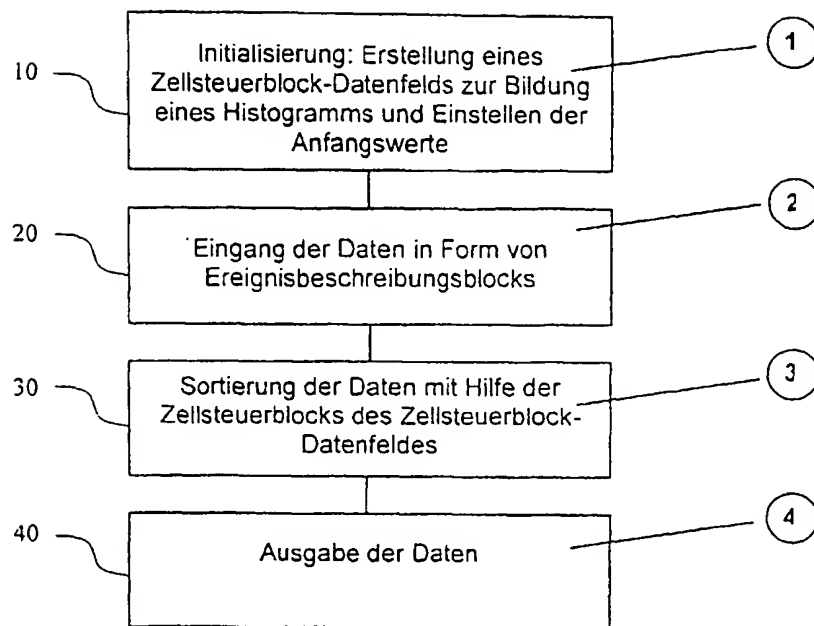 Initialisierung: Erstellung eines
Zellsteuerblock-Datenfelds zur Bildung
eines Histogramms und Einstellen der
Anfangswerte
10
1
Eingang der Daten in Form von
Ereignisbeschreibungsblocks
20
2
Sortierung der Daten mit Hilfe der
Zellsteuerblocks des Zellsteuerblock-
Datenfeldes
30
3
Ausgabe der Daten
40
4